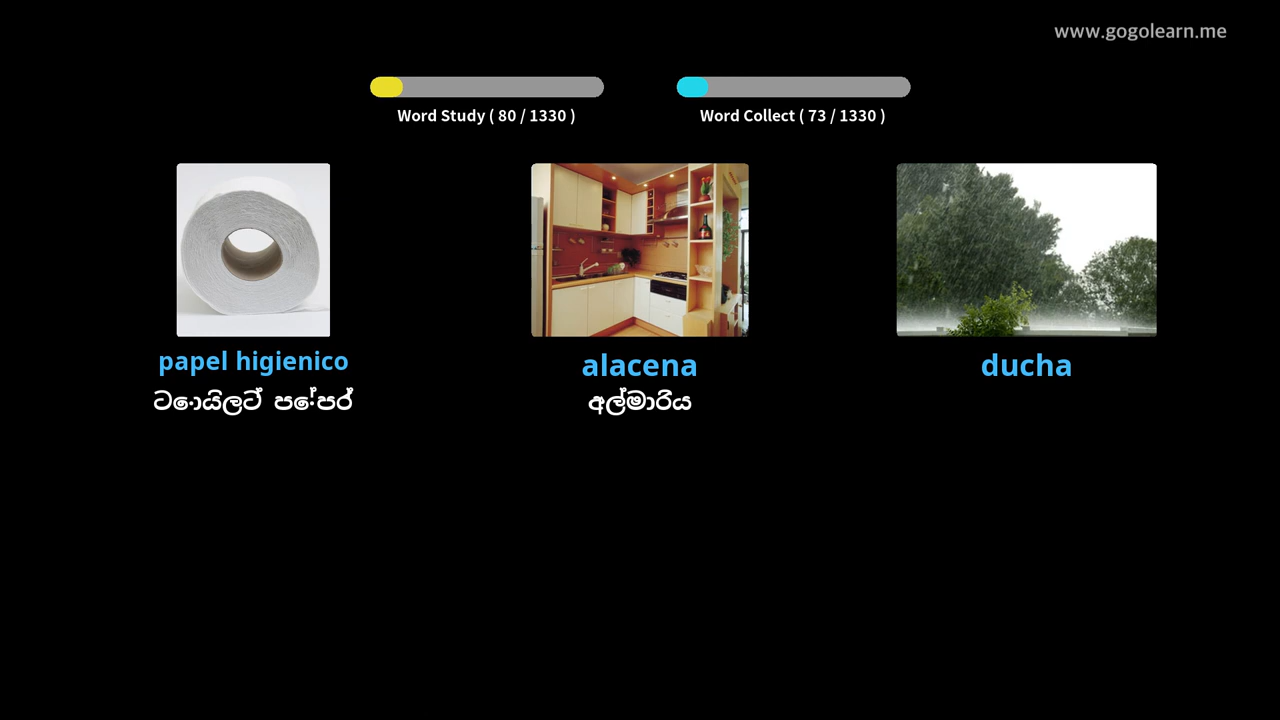 www.gogolearn.me
Word Study ( 80 / 1330 )
Word Collect ( 73 / 1330 )
papel higienico
alacena
ducha
ටොයිලට් පේපර්
අල්මාරිය